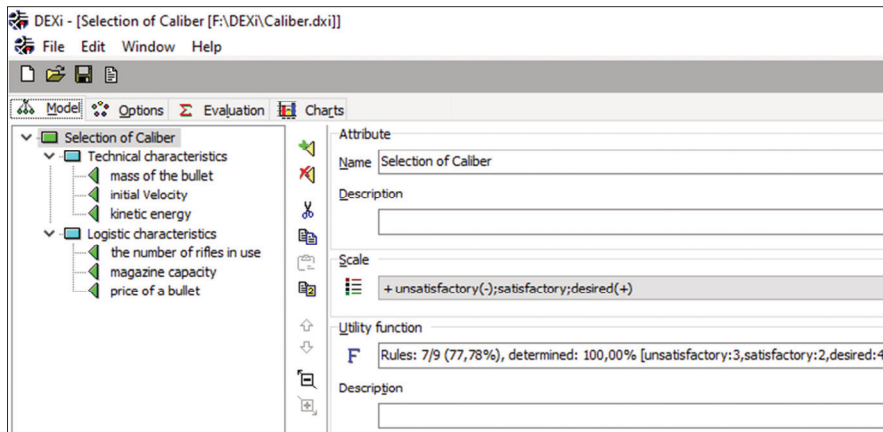 DEXi - [Selection of Caliber [F:\DEXi\Caliber.dxi]]
File Edit Window Help
Model Options Σ Evaluation Charts
Selection of Caliber
Technical characteristics
mass of the bullet
initial Velocity
kinetic energy
Logistic characteristics
the number of rifles in use
magazine capacity
price of a bullet
Attribute
Name Selection of Caliber
Description
Scale
+ unsatisfactory(-);satisfactory;desired(+)
Utility function
F Rules: 7/9 (77,78%), determined: 100,00% [unsatisfactory:3,satisfactory:2,desired:4
Description